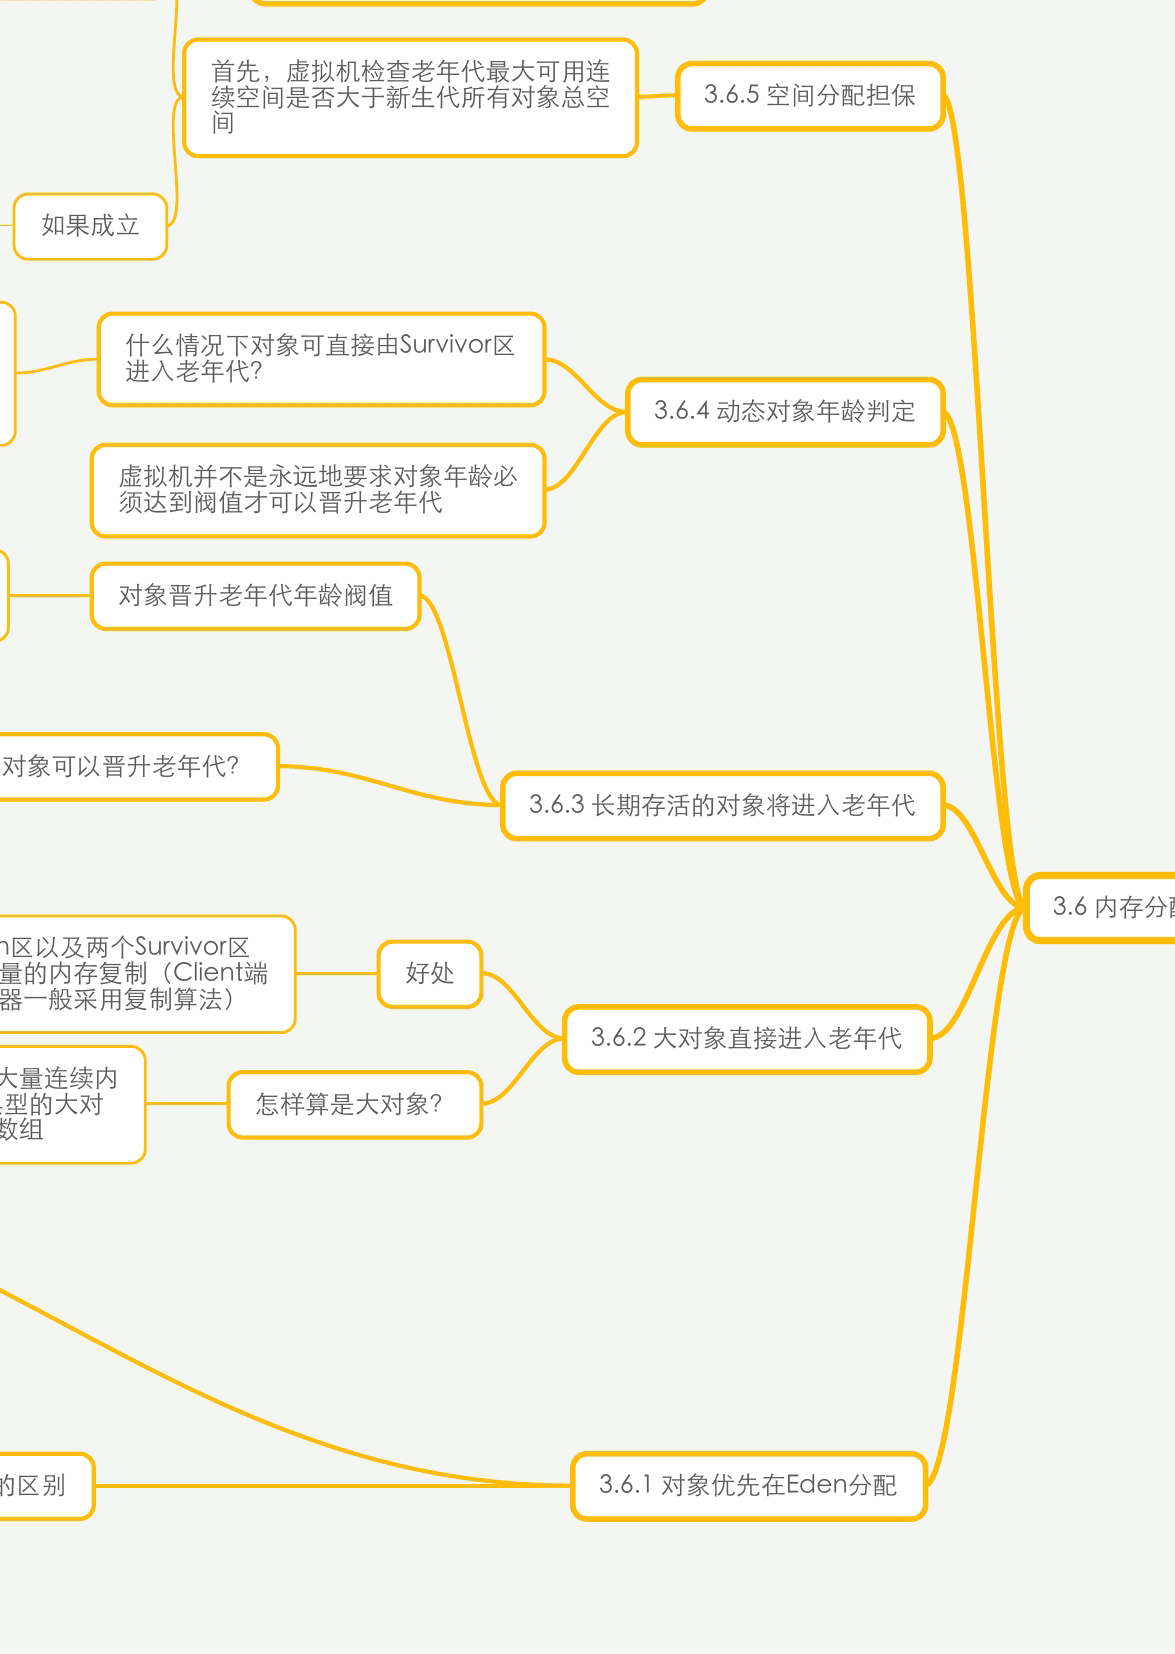 首先，虚拟机检查老年代最大可用连
续空间是否大于新生代所有对象总空
间
3.6.5 空间分配担保
如果成立
什么情况下对象可直接由Survivor区
进入老年代?
3.6.4 动态对象年龄判定
虚拟机并不是永远地要求对象年龄必
须达到阀值才可以晋升老年代
对象晋升老年代年龄阀值
对象可以晋升老年代?
3.6.3 长期存活的对象将进入老年代
3.6 内存分
n区以及两个Survivor区
量的内存复制（Client端
器一般采用复制算法）
好处
3.6.2 大对象直接进入老年代
大量连续内
型的大对
数组
怎样算是大对象?
的区别
3.6.1 对象优先在Eden分配